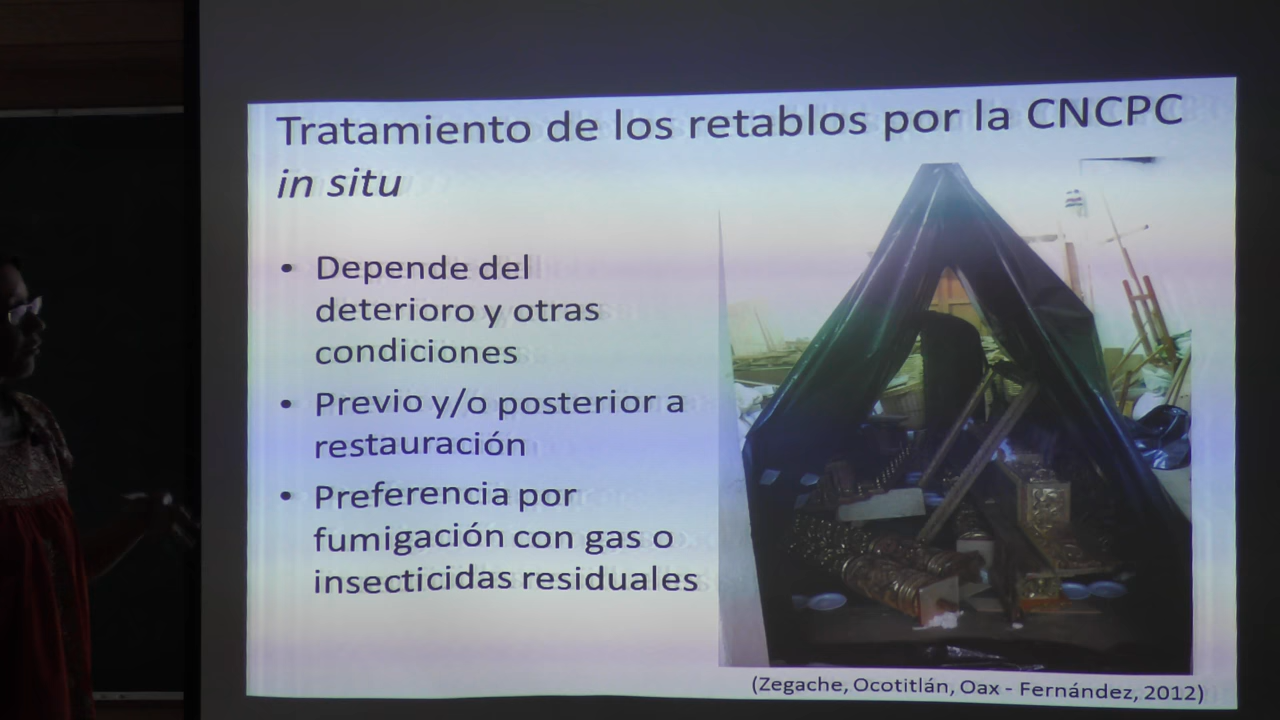 Tratamiento de los retablos por la CNCPC
in situ
• Depende del
deterioro y otras
condiciones
• Previo y/o posterior a
restauración
• Preferencia por
fumigación con gas o
insecticidas residuales
(Zegache, Ocotitlán, Oax - Fernández, 2012)